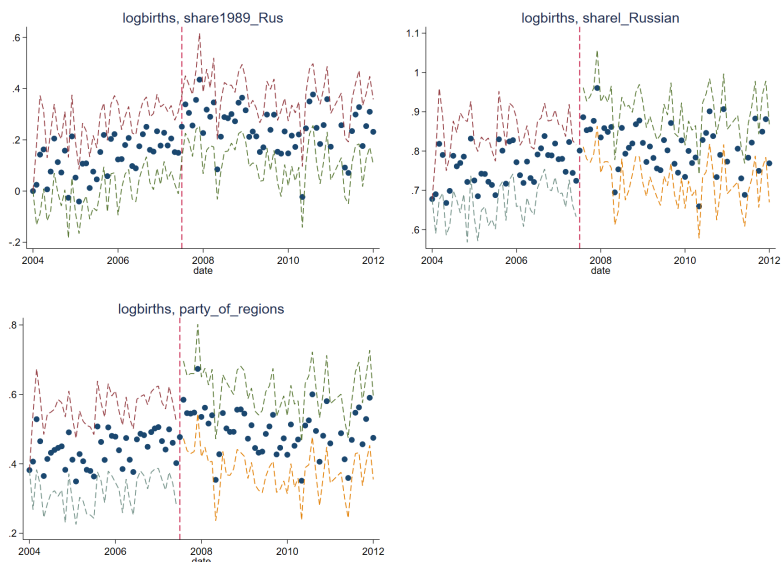 logbirths, share1989_Rus
.6
.4
.2
0
-.2
2004 2006 2008 2010 2012
date
logbirths, sharel_Russian
1.1
1
.9
.8
.7
.6
2004 2006 2008 2010 2012
date
logbirths, party_of_regions
.8
.6
.4
.2
2004 2006 2008 2010 2012
date